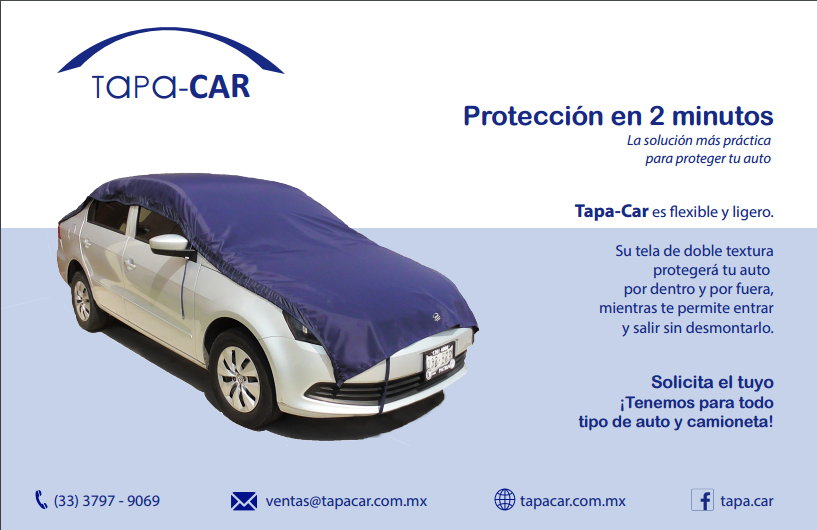 TAPA-CAR
Protección en 2 minutos
La solución más práctica
para proteger tu auto
Tapa-Car es flexible y ligero.
Su tela de doble textura
protegerá tu auto
por dentro y por fuera,
mientras te permite entrar
y salir sin desmontarlo.
Solicita el tuyo
¡Tenemos para todo
tipo de auto y camioneta!
(33) 3797 - 9069
ventas@tapacar.com.mx
tapacar.com.mx
f tapa.car